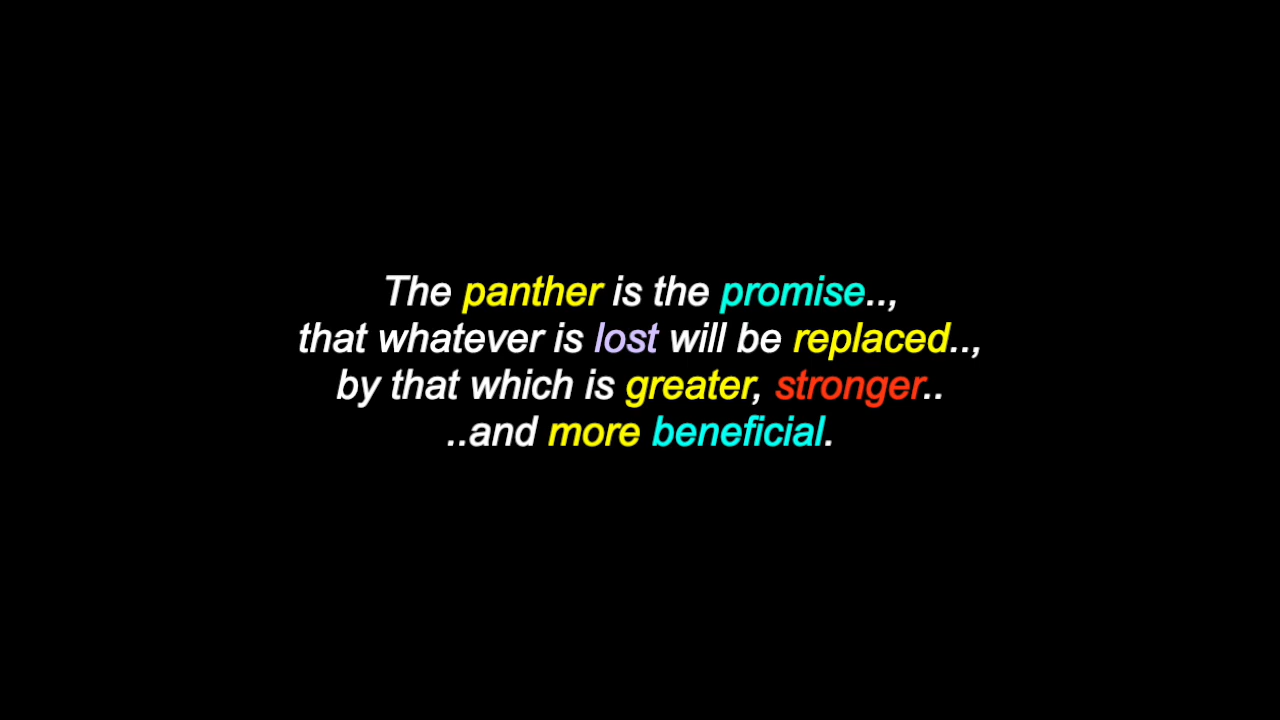 The panther is the promise..,
that whatever is lost will be replaced..,
by that which is greater, stronger..
..and more beneficial.